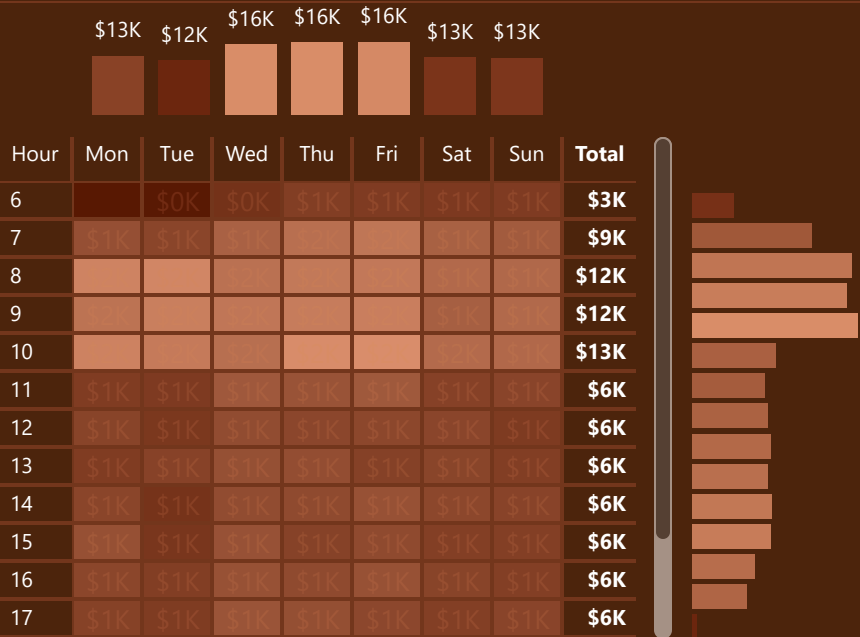 $13K $12K $16K $16K $16K $13K $13K
Hour Mon Tue Wed Thu Fri Sat Sun Total
6 $0K $0K $1K $1K $1K $1K $3K
7 $1K $1K $1K $1K $1K $9K
8 $2K $1K $1K $12K
9 $2K $1K $1K $12K
10 $2K $2K $1K $13K
11 $1K $1K $1K $1K $1K $1K $1K $6K
12 $1K $1K $1K $1K $1K $1K $1K $6K
13 $1K $1K $1K $1K $1K $1K $1K $6K
14 $1K $1K $1K $1K $1K $1K $1K $6K
15 $1K $1K $1K $1K $1K $1K $1K $6K
16 $1K $1K $1K $1K $1K $1K $1K $6K
17 $1K $1K $1K $1K $1K $1K $1K $6K